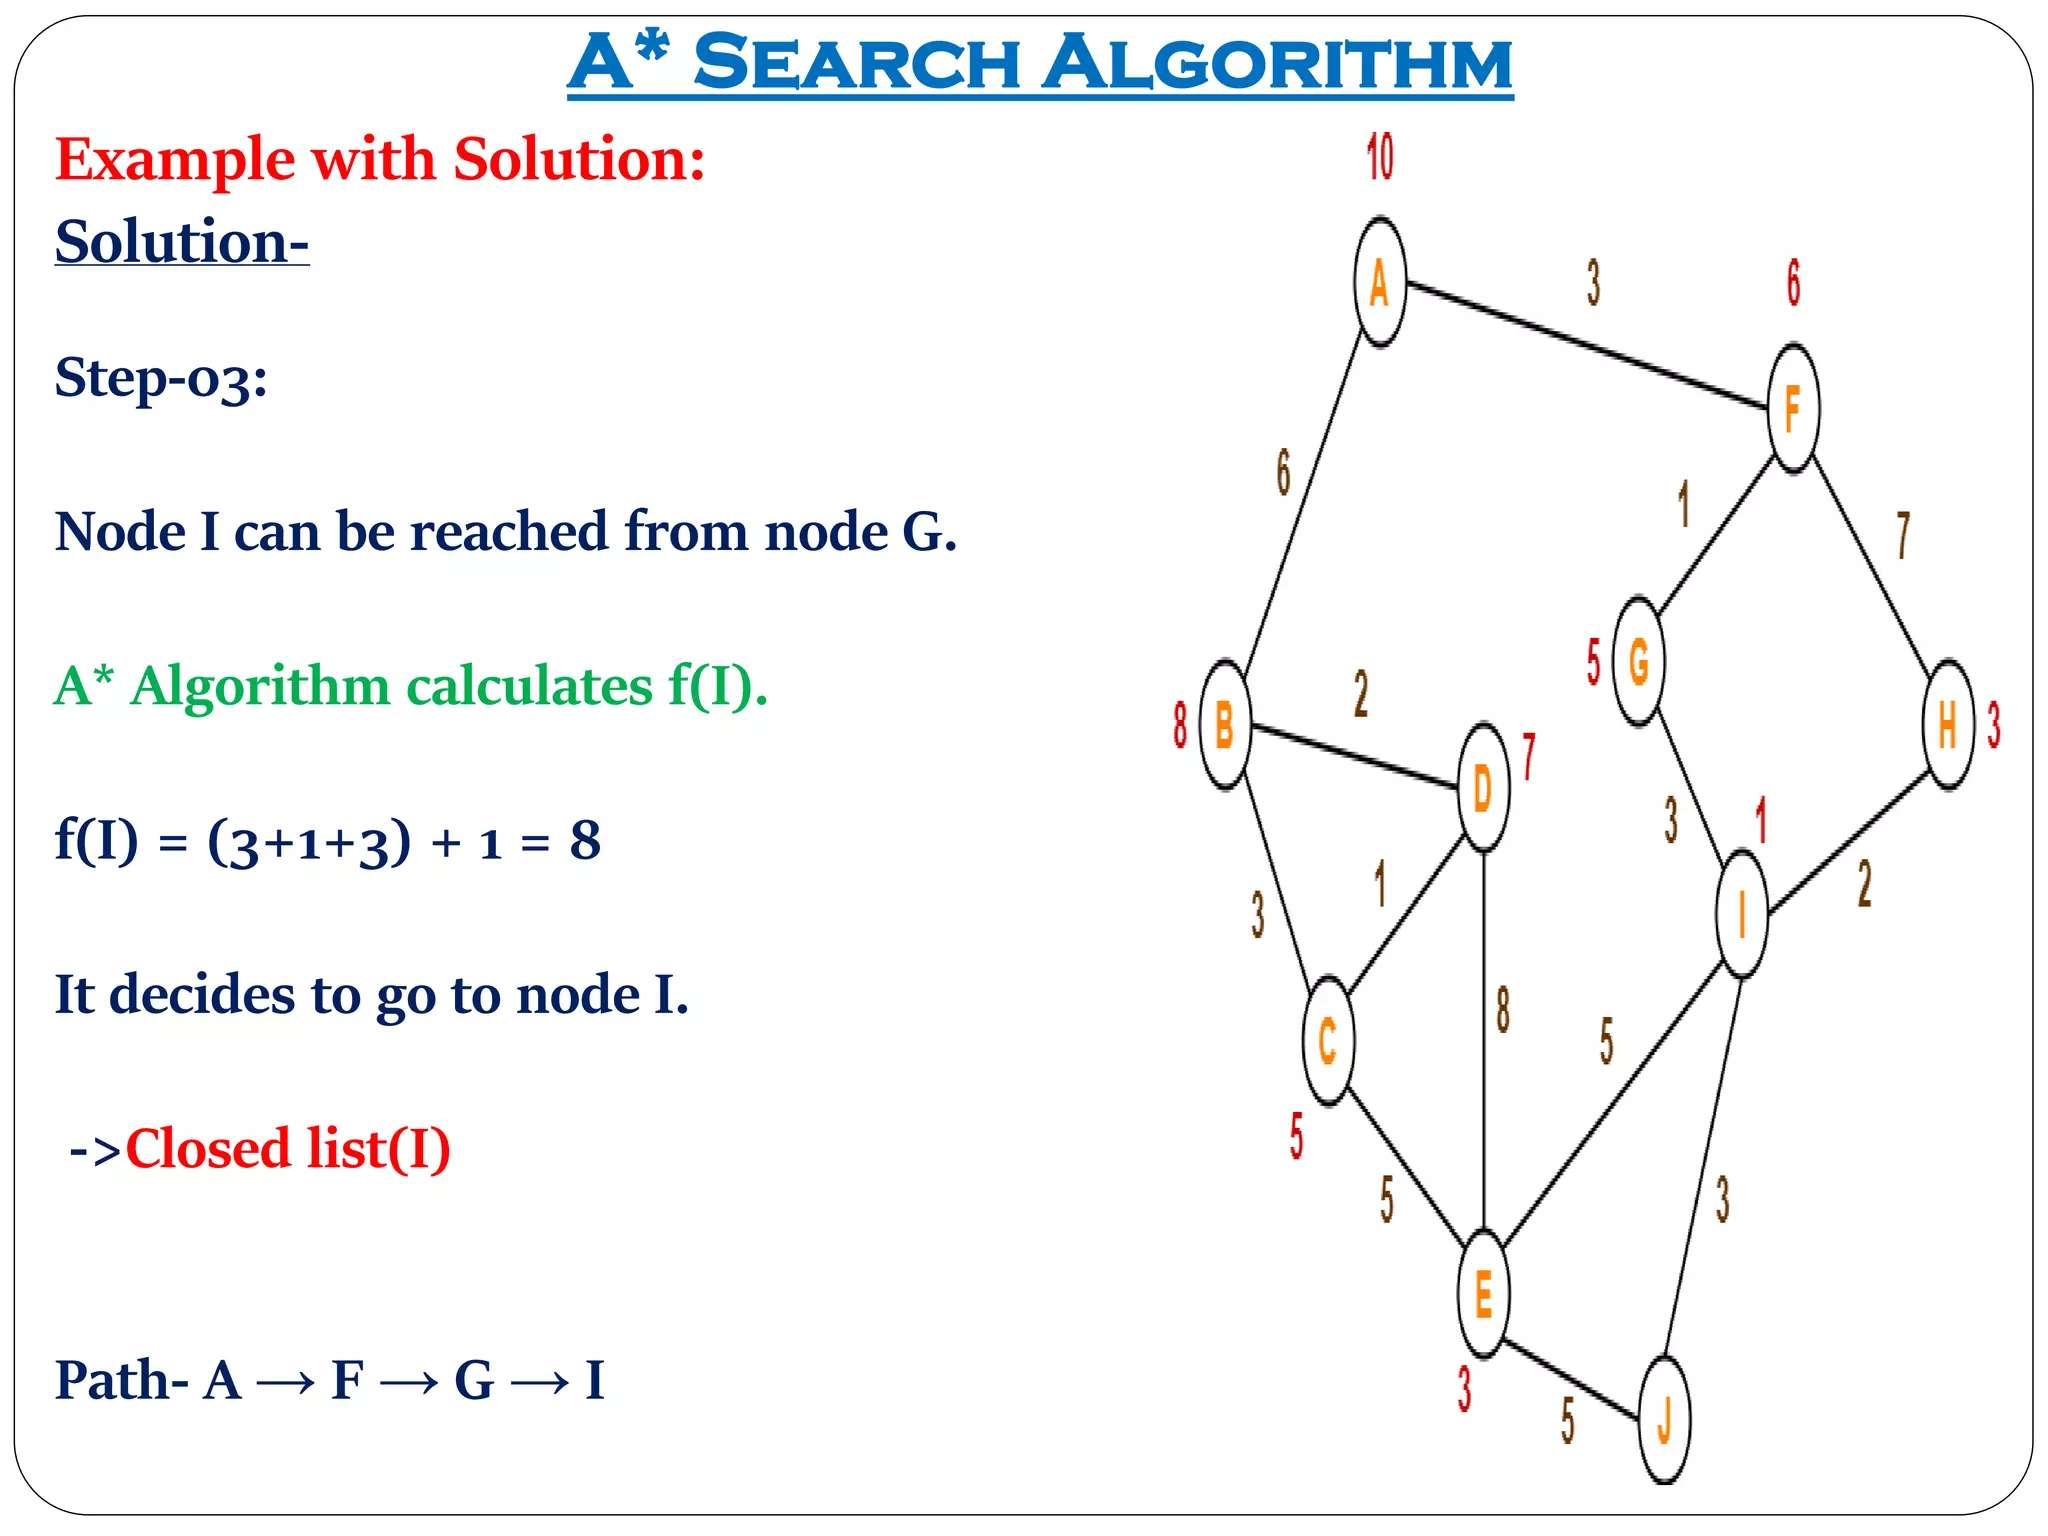 A* SEARCH ALGORITHM
Example with Solution:
Solution-
Step-03:
Node I can be reached from node G.
A* Algorithm calculates f(I).
f(I) = (3+1+3) + 1 = 8
It decides to go to node I.
->Closed list(I)
Path- A → F → G → I
10
A
3
6
F
6
1
7
5 G
H 3
8 B
2
D 7
3
1
1
2
3
I
8
5
C
5
3
5
E
3
5
J